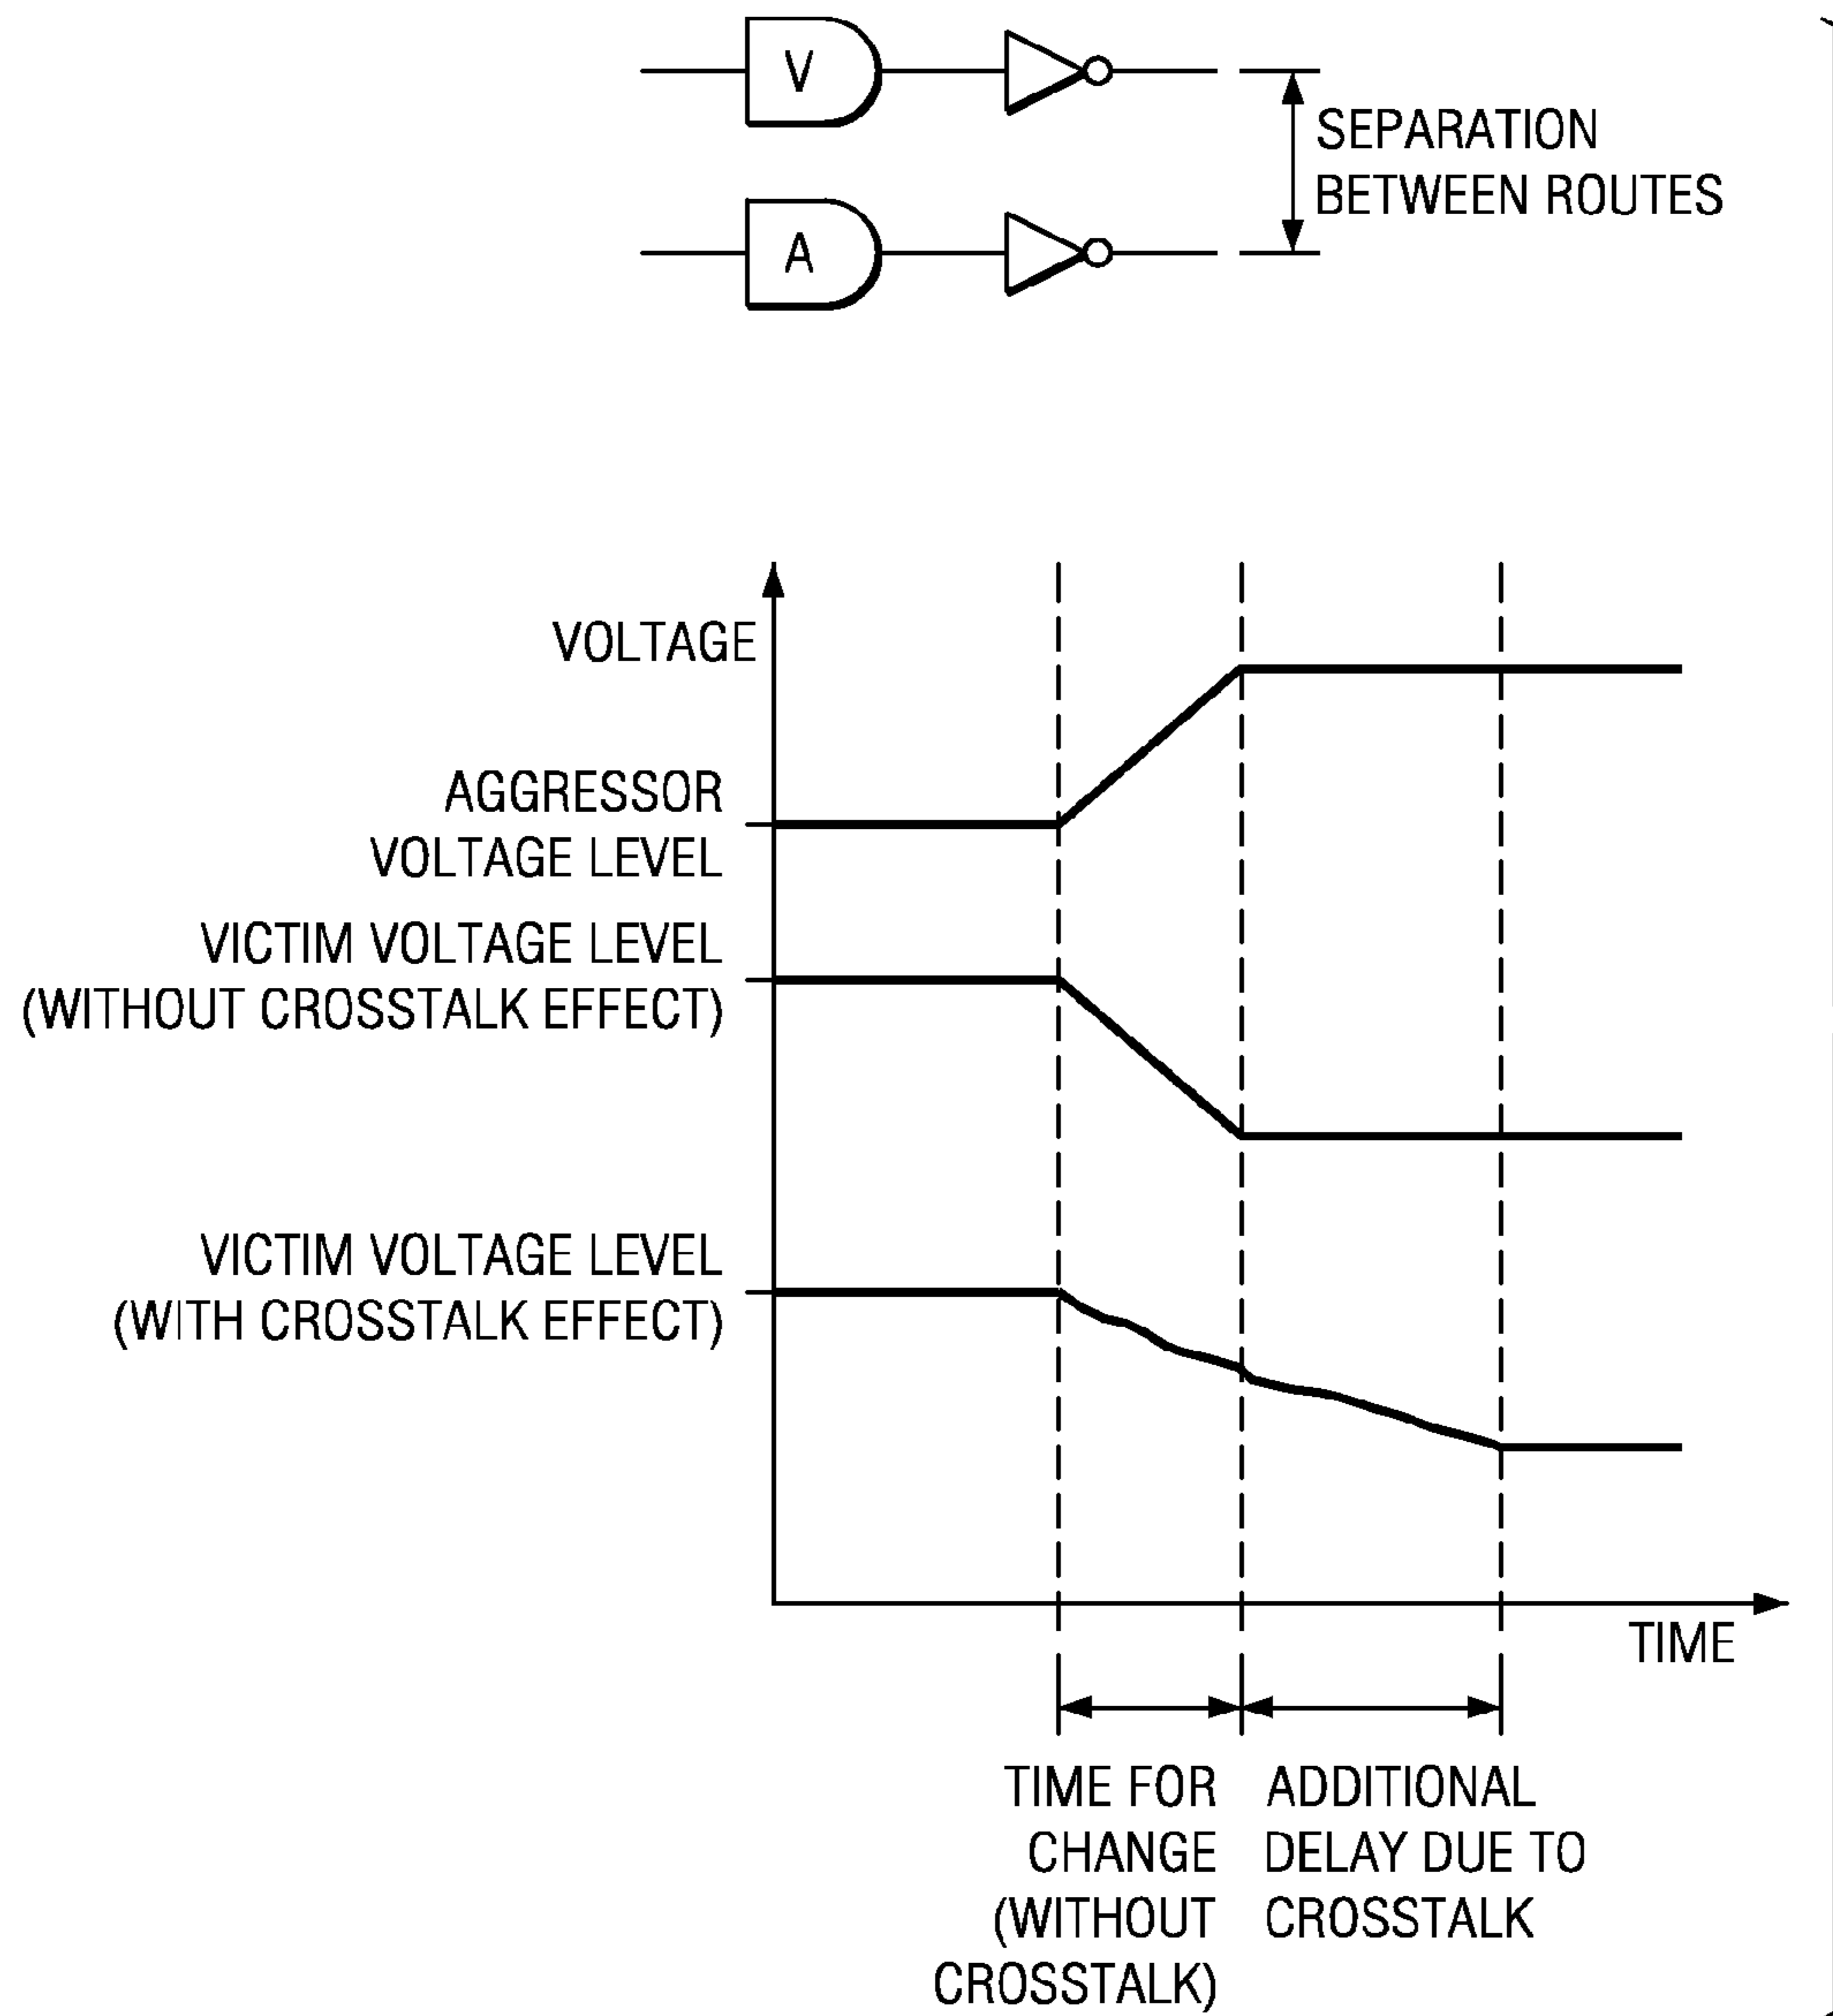 V
SEPARATION
BETWEEN ROUTES
A
VOLTAGE
AGGRESSOR
VOLTAGE LEVEL
VICTIM VOLTAGE LEVEL
(WITHOUT CROSSTALK EFFECT)
VICTIM VOLTAGE LEVEL
(WITH CROSSTALK EFFECT)
TIME
TIME FOR
CHANGE
(WITHOUT
CROSSTALK)
ADDITIONAL
DELAY DUE TO
CROSSTALK